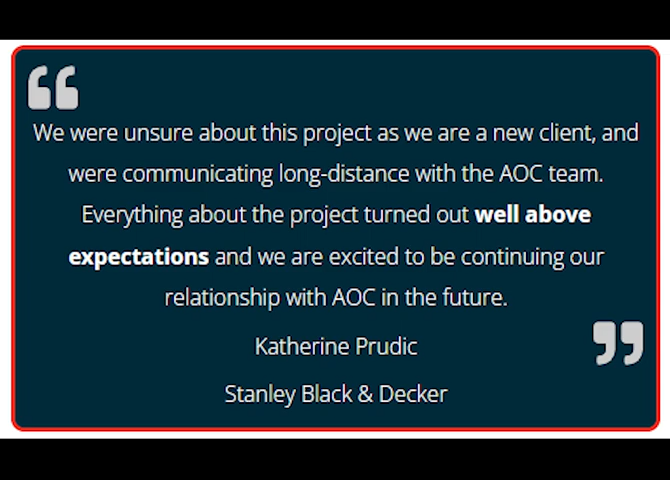 “
We were unsure about this project as we are a new client, and
were communicating long-distance with the AOC team.
Everything about the project turned out well above
expectations and we are excited to be continuing our
relationship with AOC in the future.
Katherine Prudic
”
Stanley Black & Decker